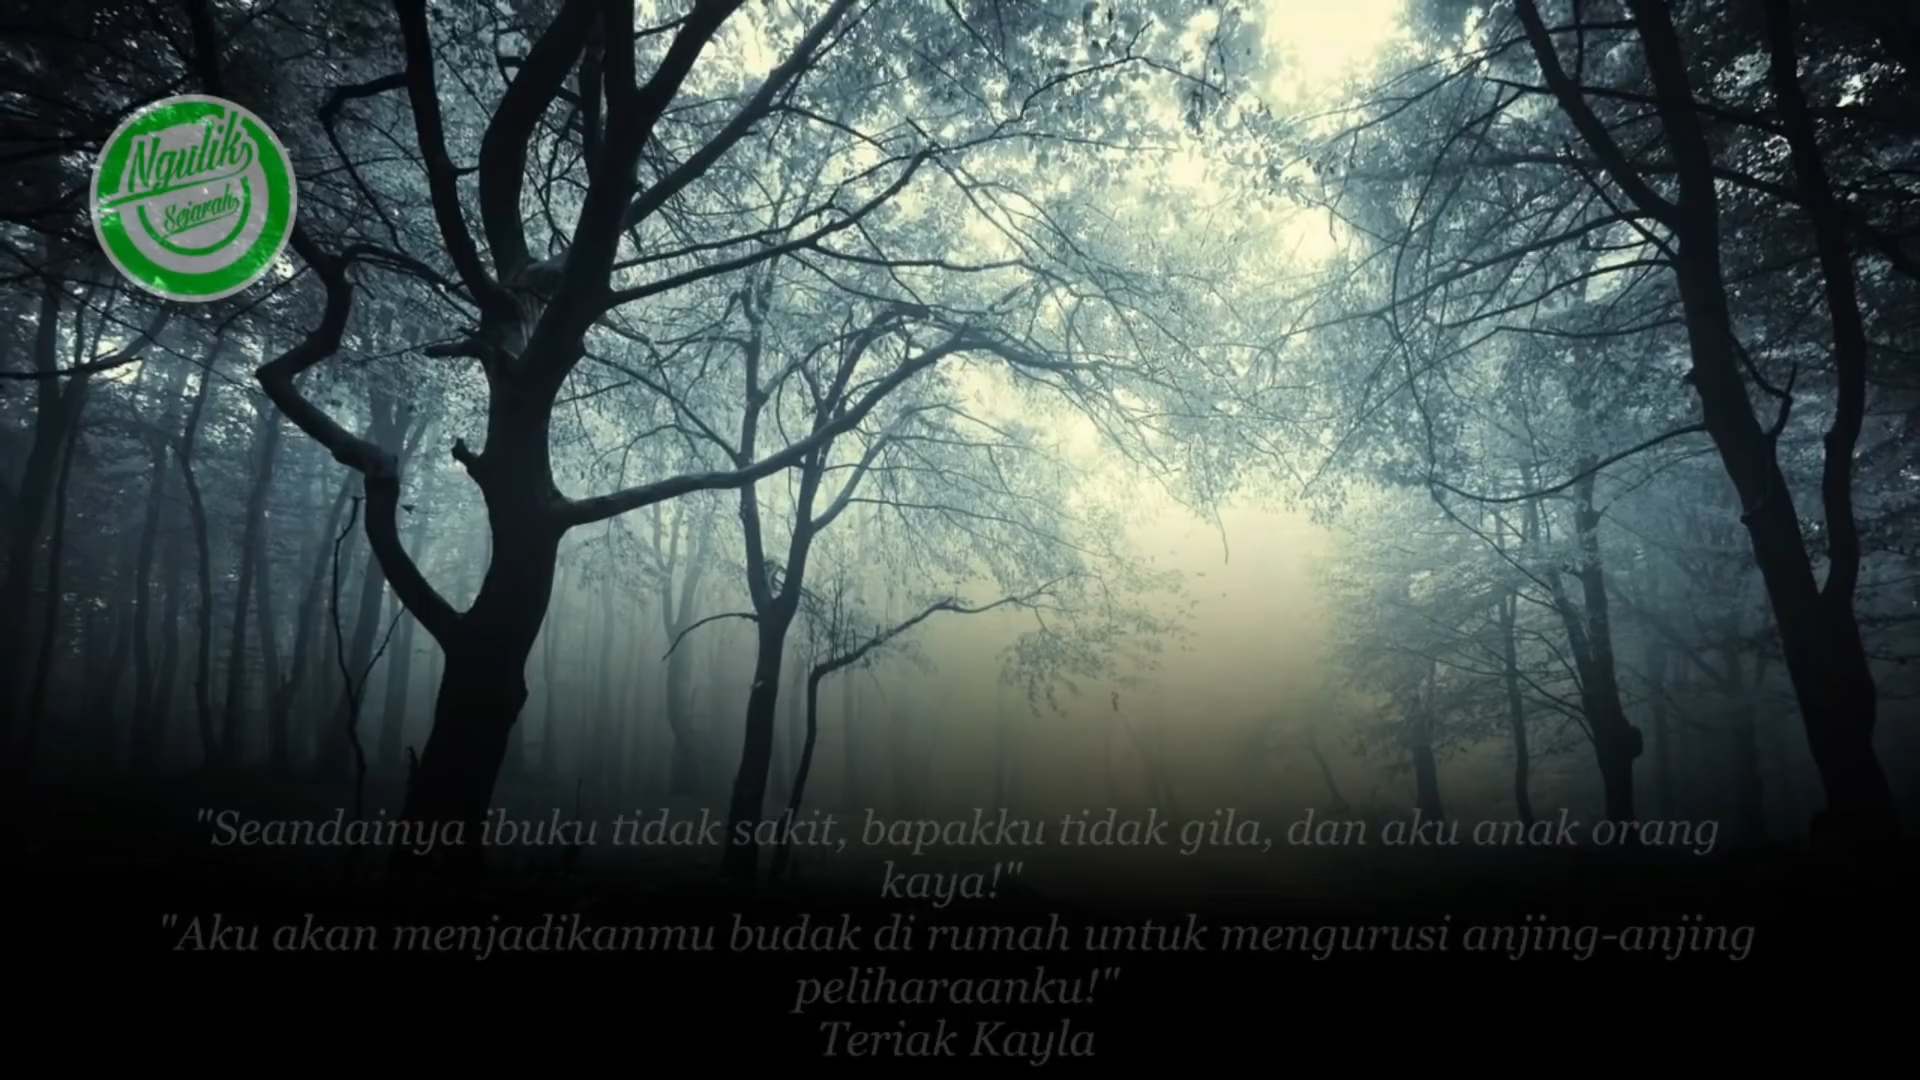 Ngulik
Sejarah
"Seandainya ibuku tidak sakit, bapakku tidak gila, dan aku anak orang
kaya!"
"Aku akan menjadikanmu budak di rumah untuk mengurusi anjing-anjing
peliharaanku!"
Teriak Kayla